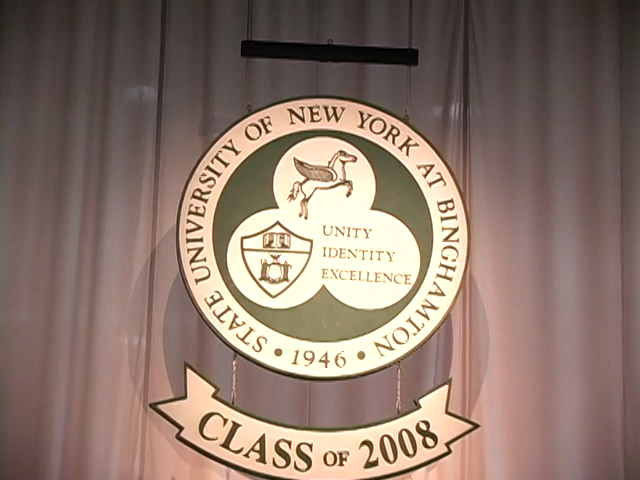 STATE UNIVERSITY OF NEW YORK AT BINGHAMTON
UNITY
IDENTITY
EXCELLENCE
• 1946 •
CLASS OF 2008